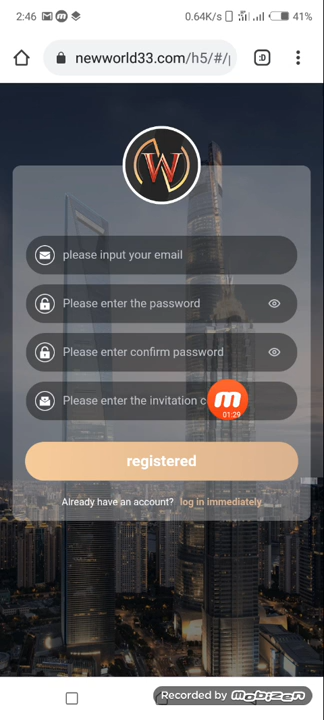 2:46 0.64K/s 41%
newworld33.com/h5/#/
:D
W
please input your email
Please enter the password
Please enter confirm password
Please enter the invitation c
01:29
registered
Already have an account? log in immediately
Recorded by mobizen